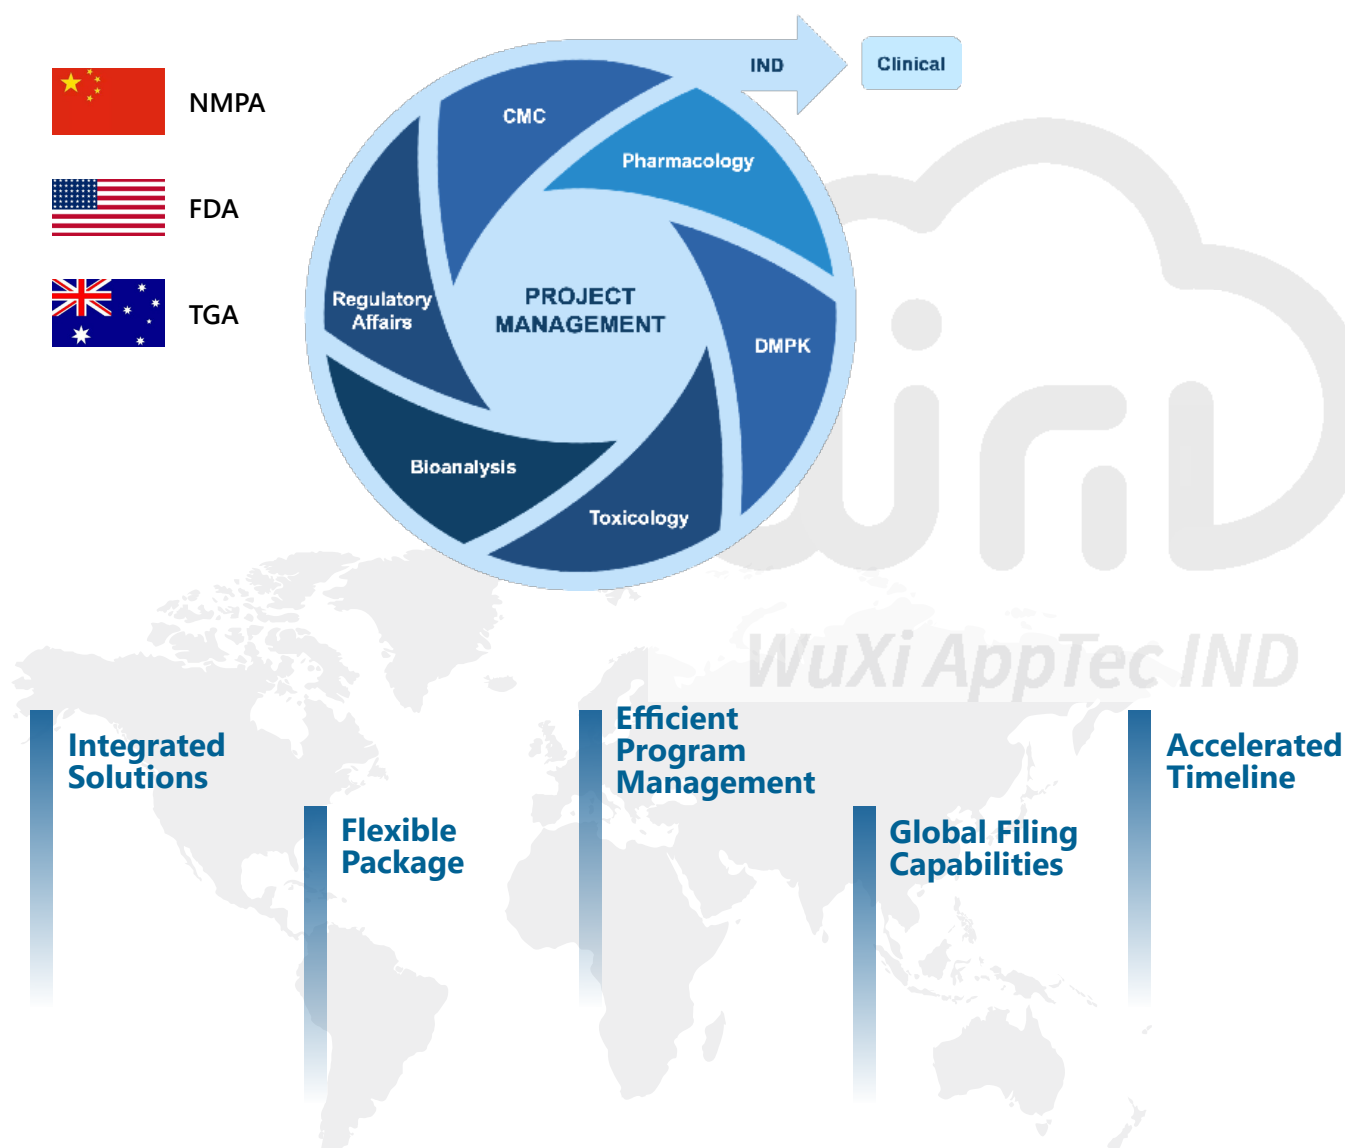 NMPA
FDA
TGA
IND
Clinical
CMC
Pharmacology
DMPK
Toxicology
Bioanalysis
Regulatory
Affairs
PROJECT
MANAGEMENT
WIND
WuXi AppTec IND
Integrated
Solutions
Flexible
Package
Efficient
Program
Management
Global Filing
Capabilities
Accelerated
Timeline